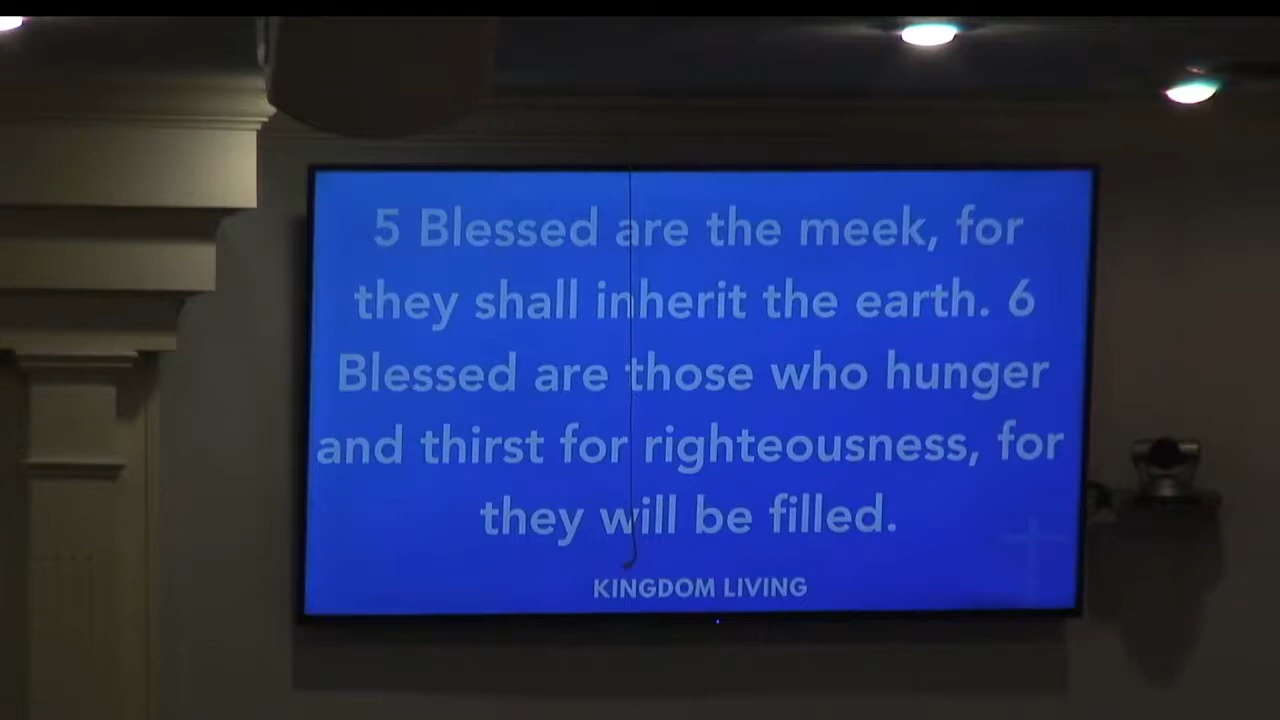 5 Blessed are the meek, for
they shall inherit the earth. 6
Blessed are those who hunger
and thirst for righteousness, for
they will be filled.
KINGDOM LIVING